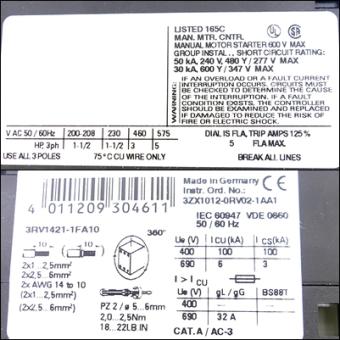 LISTED 165C
MAN. MTR. CNTRL.
MANUAL MOTOR STARTER 600 V MAX
GROUP INSTAL.. SHORT CIRCUIT RATING:
50 kA, 240 V, 480 Y / 277 V MAX
30 kA, 600 Y / 347 V MAX
WARNING
IF AN OVERLOAD OR A FAULT CURRENT
INTERRUPTION OCCURS, CIRCUITS MUST
BE CHECKED TO DETERMINE CAUSE OF
INTERRUPTION. IF A FAULT CONDITION
EXISTS, THE CURRENT-CARRYING
COMPONENTS OF THE CONTROLLER SHOULD
BE EXAMINED AND REPLACED IF DAMAGED
TO REDUCE THE RISK OF
FIRE OR ELECTRIC SHOCK.
V AC 50 / 60Hz 200-208 230 460 575
HP, 3ph 1-1/2 1-1/2 3 5
USE ALL 3 POLES 75°C CU WIRE ONLY
DIAL IS FLA, TRIP AMPS 125 %
5 FLA MAX.
BREAK ALL LINES
4 011209 304611
3RV1421-1FA10
360°
10 10
2x1...2,5mm²
2x2,5...6mm²
2x AWG 14 to 10
2x1...2,5mm²
(2x2,5...6mm²)
PZ 2 / ø 5...6mm
2,0...2,5Nm
18...22LB.IN
Made in Germany
Instr. Ord. No.:
3ZX1012-0RV02-1AA1
IEC 60947 VDE 0660
50 / 60 Hz
Ue (V) ICU (kA) ICS (kA)
400 100 100
690 6 3
I > ICU
Ue (V) gL / gG BS88T
400 - -
690 32 A
CAT. A / AC-3